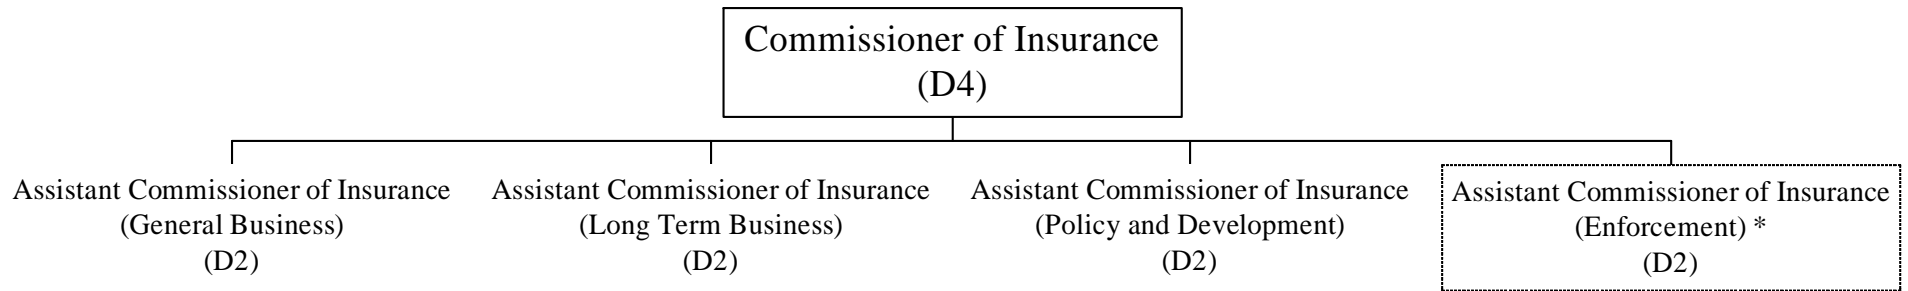 Commissioner of Insurance
(D4)
Assistant Commissioner of Insurance
(General Business)
(D2)
Assistant Commissioner of Insurance
(Long Term Business)
(D2)
Assistant Commissioner of Insurance
(Policy and Development)
(D2)
Assistant Commissioner of Insurance
(Enforcement) *
(D2)